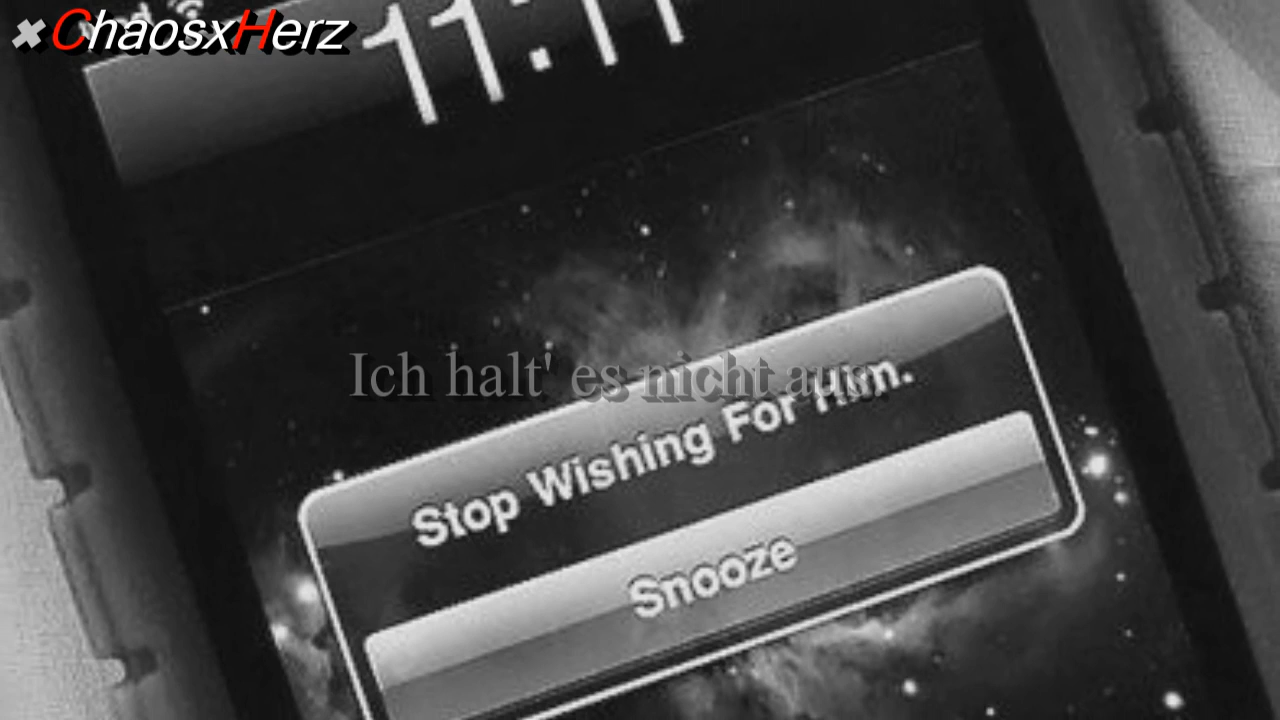 ✖ChaosxHerz
11:11
Ich halt' es nicht aus.
Stop Wishing For Him.
Snooze